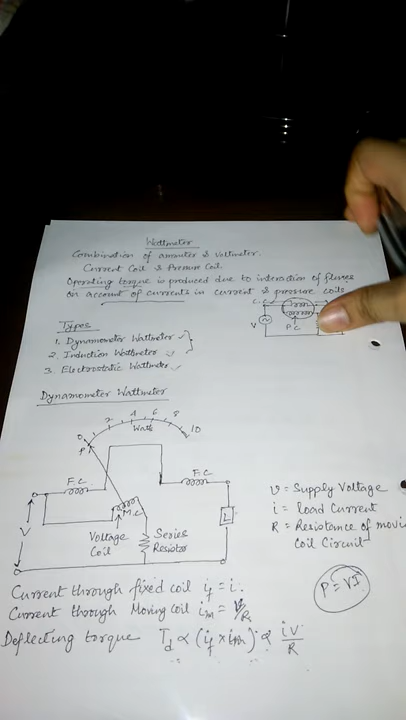 Wattmeter
Combination of ammeter & Voltmeter.
Current Coil & Pressure Coil
Operating torque is produced due to interaction of fluxes
on account of currents in current & pressure coils.
C.C
V
P.C
Types
1. Dynamometer Wattmeter
2. Induction Wattmeter
3. Electrostatic Wattmeter
Dynamometer Wattmeter
0 2 4 6 8 10
P
Watt
F.C
F.C
M.C
V
Voltage
Coil
Series
Resistor
L
V = Supply Voltage
i = load Current
R = Resistance of movi
Coil Circuit
P = VI
Current through fixed coil if = i.
Current through Moving coil im = V/R
Deflecting torque Td ∝ (if × im) ∝ iV/R